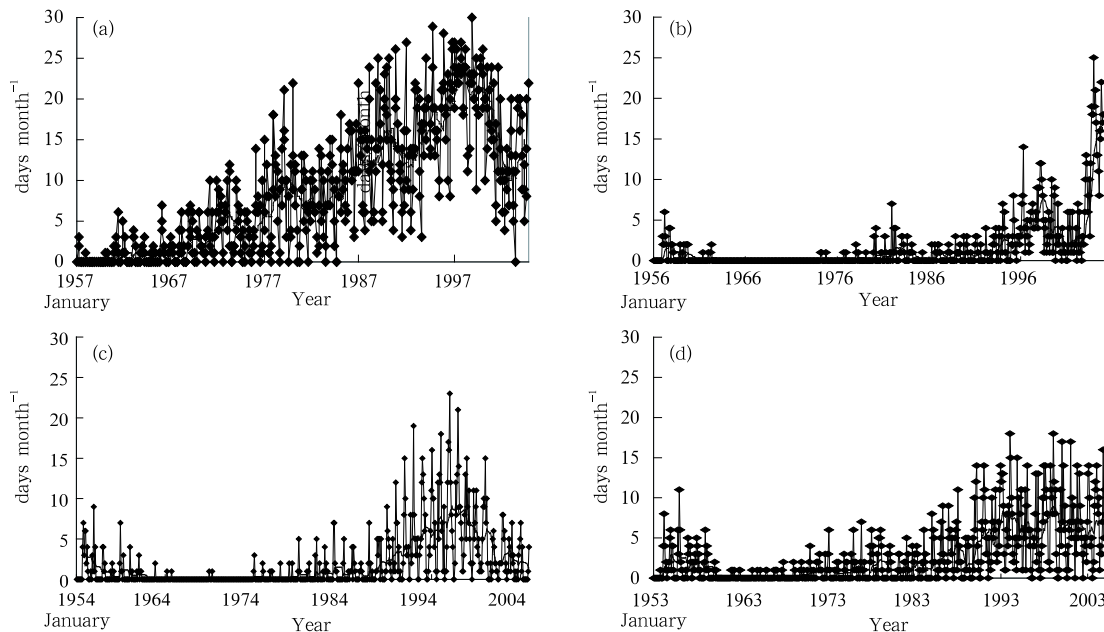 (a)
30
25
20
15
10
5
0
days month⁻¹
days month
1957 1967 1977 1987 1997
January
Year
(b)
30
25
20
15
10
5
0
days month⁻¹
1956 1966 1976 1986 1996
January
Year
(c)
30
25
20
15
10
5
0
days month⁻¹
1954 1964 1974 1984 1994 2004
January
Year
(d)
30
25
20
15
10
5
0
days month⁻¹
1953 1963 1973 1983 1993 2003
January
Year